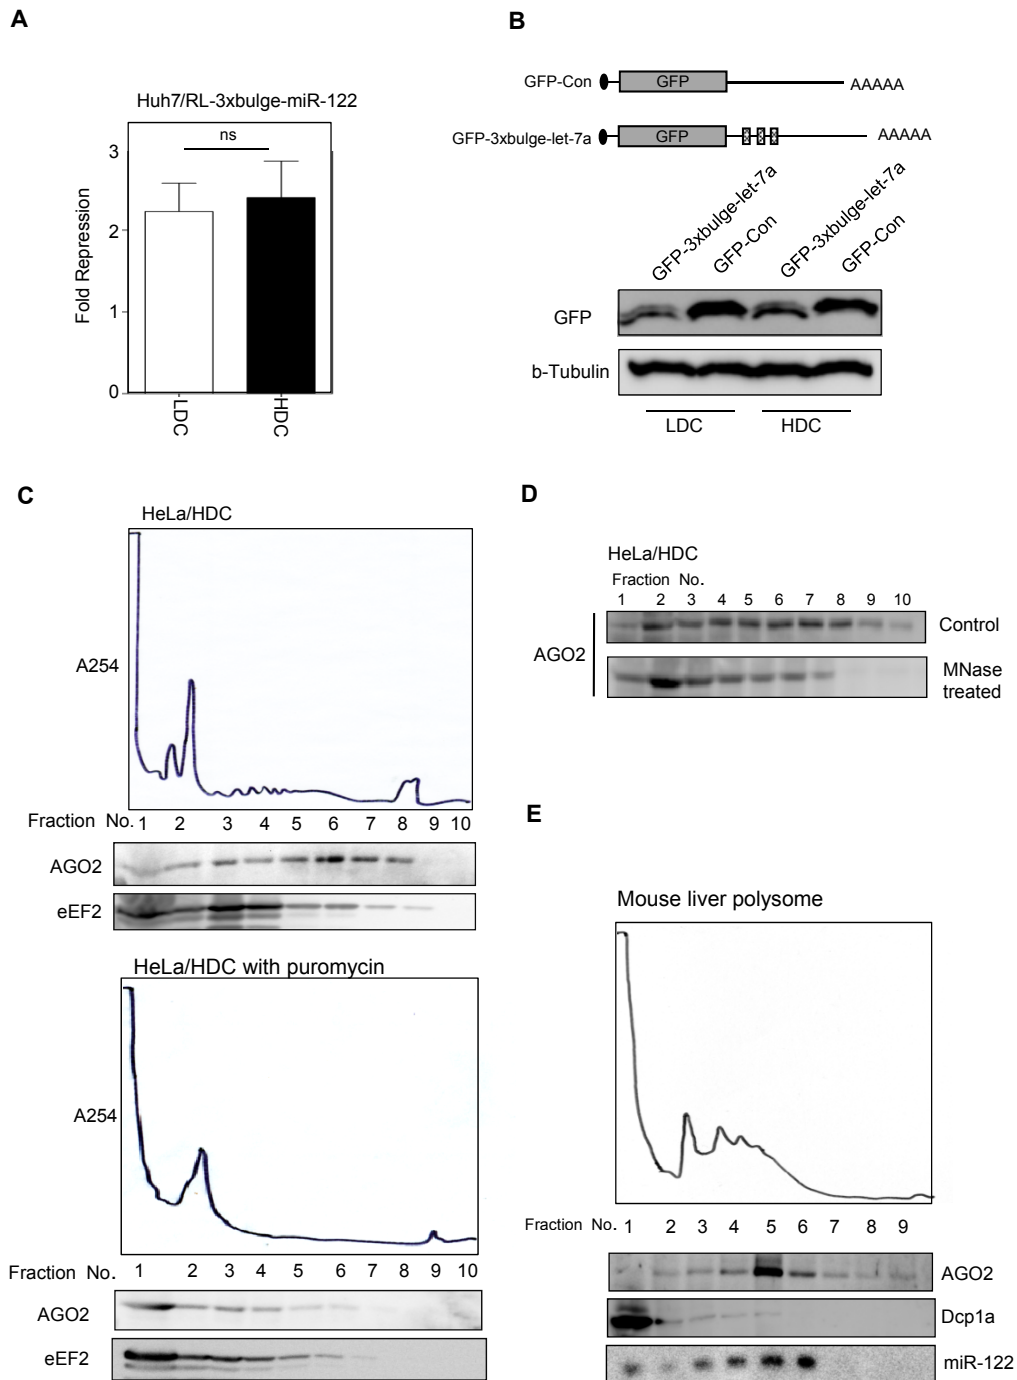 A
Huh7/RL-3xbulge-miR-122
ns
3
2
1
0
Fold Repression
LDC
HDC
B
GFP-Con
GFP
AAAAA
GFP-3xbulge-let-7a
GFP
AAAAA
GFP-3xbulge-let-7a
GFP-Con
GFP-3xbulge-let-7a
GFP-Con
GFP
b-Tubulin
LDC
HDC
C
HeLa/HDC
A254
Fraction No. 1 2 3 4 5 6 7 8 9 10
AGO2
eEF2
HeLa/HDC with puromycin
A254
Fraction No. 1 2 3 4 5 6 7 8 9 10
AGO2
eEF2
D
HeLa/HDC
Fraction No.
1 2 3 4 5 6 7 8 9 10
AGO2
Control
MNase
treated
E
Mouse liver polysome
Fraction No. 1 2 3 4 5 6 7 8 9
AGO2
Dcp1a
miR-122